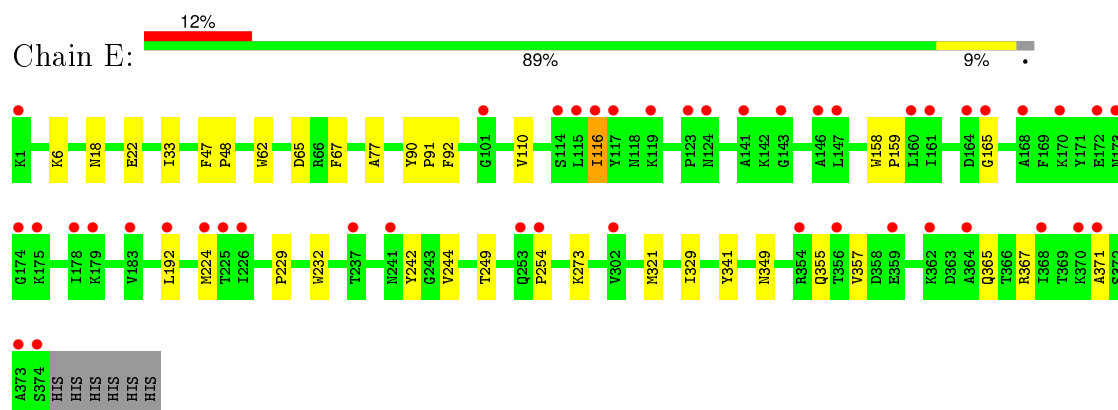 12%
Chain E:
89% 9% •
K1 K6 N18 E22 I33 F47 P48 W62 D65 R66 F67 A77 Y90 P91 F92 G101 V110 S114 L115 I116 Y117 N118 K119 P123 N124 A141 K142 G143 A146 L147 W158 P159 L160 I161 D164 G165 A168 F169 K170 Y171 E172 N173
G174 K175 I178 K179 V183 L192 M224 T225 I226 P229 W232 T237 N241 Y242 G243 V244 T249 Q253 P254 K273 V302 M321 I329 Y341 N349 R354 Q355 T356 V357 D358 E359 K362 D363 A364 Q365 T366 R367 I368 T369 K370 A371 S372
A373 S374 HIS HIS HIS HIS HIS HIS